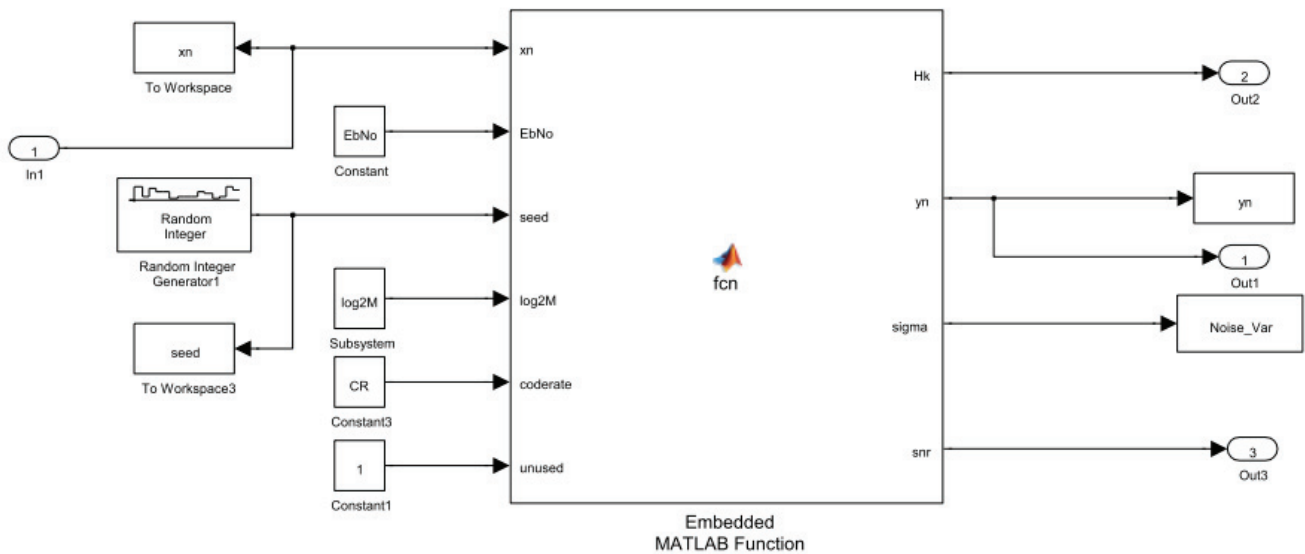 xn
To Workspace
1
In1
Random
Integer
Random Integer
Generator1
seed
To Workspace3
EbNo
Constant
log2M
Subsystem
CR
Constant3
1
Constant1
xn
EbNo
seed
log2M
coderate
unused
fcn
Hk
yn
sigma
snr
Embedded
MATLAB Function
2
Out2
yn
1
Out1
Noise_Var
3
Out3